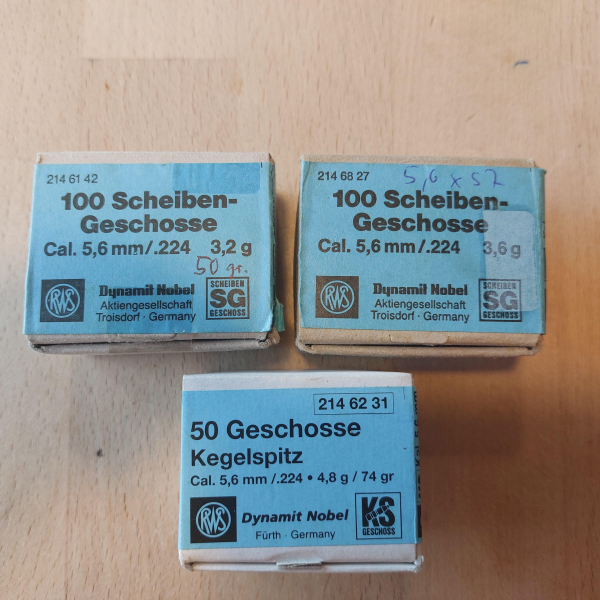 214 61 42
100 Scheiben-
Geschosse
Cal. 5,6 mm/.224 3,2 g
50 gr.
RWS
Dynamit Nobel
Aktiengesellschaft
Troisdorf · Germany
SCHEIBEN
SG
GESCHOSS
214 68 27
5,6 x 57
100 Scheiben-
Geschosse
Cal. 5,6 mm/.224 3,6 g
RWS
Dynamit Nobel
Aktiengesellschaft
Troisdorf · Germany
SCHEIBEN
SG
GESCHOSS
214 62 31
50 Geschosse
Kegelspitz
Cal. 5,6 mm /.224 • 4,8 g / 74 gr
RWS
Dynamit Nobel
Fürth · Germany
KS
GESCHOSS